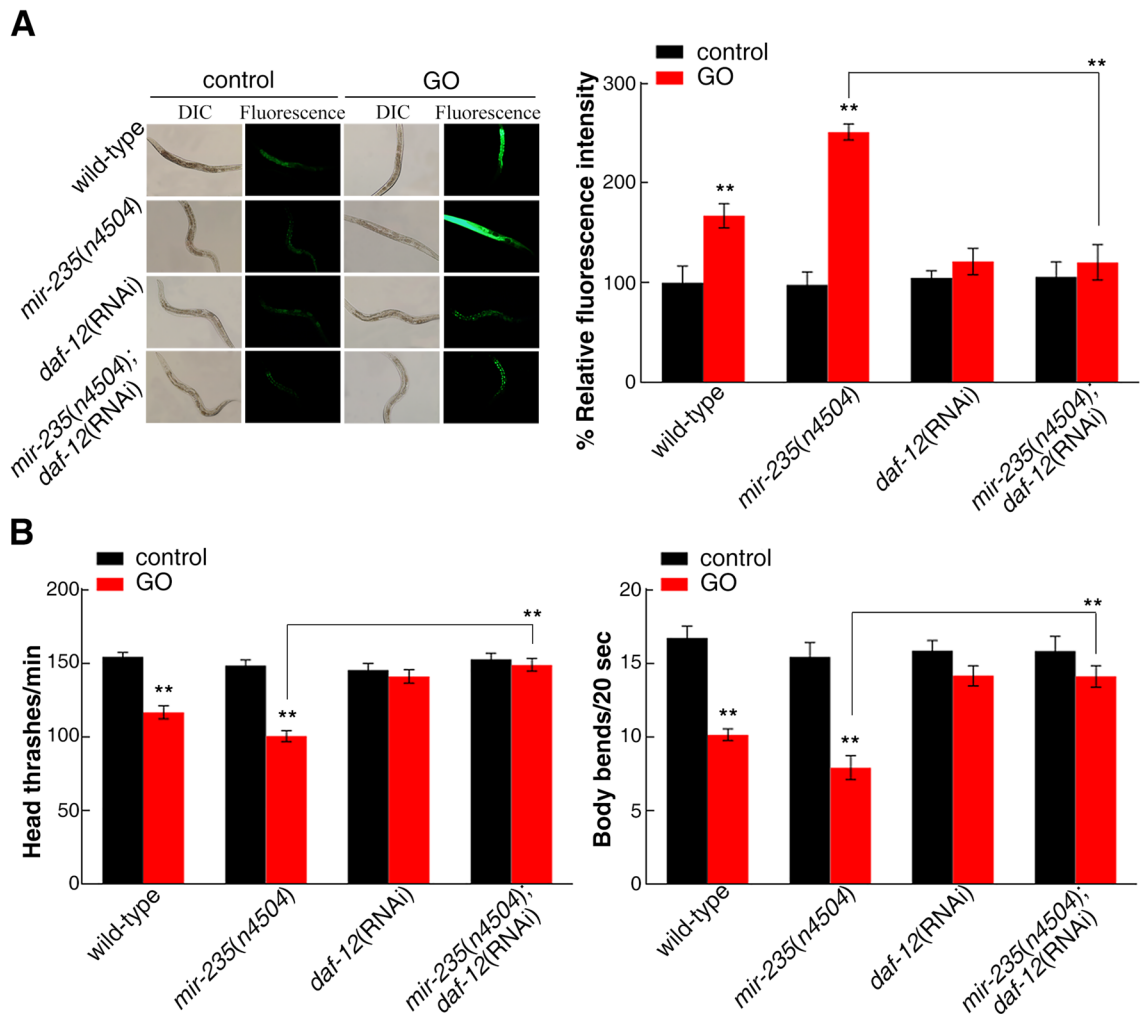 A
control GO
DIC Fluorescence DIC Fluorescence
wild-type
mir-235(n4504)
daf-12(RNAi)
mir-235(n4504);
daf-12(RNAi)
control
GO
% Relative fluorescence intensity
300
200
100
0
**
**
**
wild-type
mir-235(n4504)
daf-12(RNAi)
mir-235(n4504);
daf-12(RNAi)
B
control
GO
Head thrashes/min
200
150
100
50
0
**
**
**
wild-type
mir-235(n4504)
daf-12(RNAi)
mir-235(n4504);
daf-12(RNAi)
control
GO
Body bends/20 sec
20
15
10
5
0
**
**
**
wild-type
mir-235(n4504)
daf-12(RNAi)
mir-235(n4504);
daf-12(RNAi)